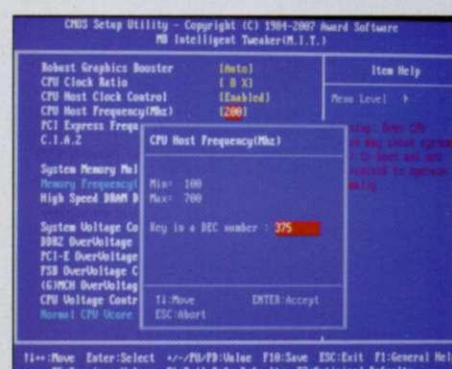 CMOS Setup Utility - Copyright (C) 1984-2007 Award Software
MB Intelligent Tweaker(M.I.T.)
Robust Graphics Booster [Auto]
CPU Clock Ratio [ 8 X]
CPU Host Clock Control [Enabled]
CPU Host Frequency(Mhz) [200]
PCI Express Frequ
C.I.A.2
System Memory Mul
Memory Frequency(
High Speed DRAM D
System Voltage Co
DDR2 OverVoltage
PCI-E OverVoltage
FSB OverVoltage C
(G)MCH OverVoltag
CPU Voltage Contr
Normal CPU Vcore
Item Help
Menu Level
CPU Host Frequency(Mhz)
Min= 100
Max= 700
Key in a DEC number : 375
↑↓:Move ENTER:Accept
ESC:Abort
↑↓→←:Move Enter:Select +/-/PU/PD:Value F10:Save ESC:Exit F1:General Hel